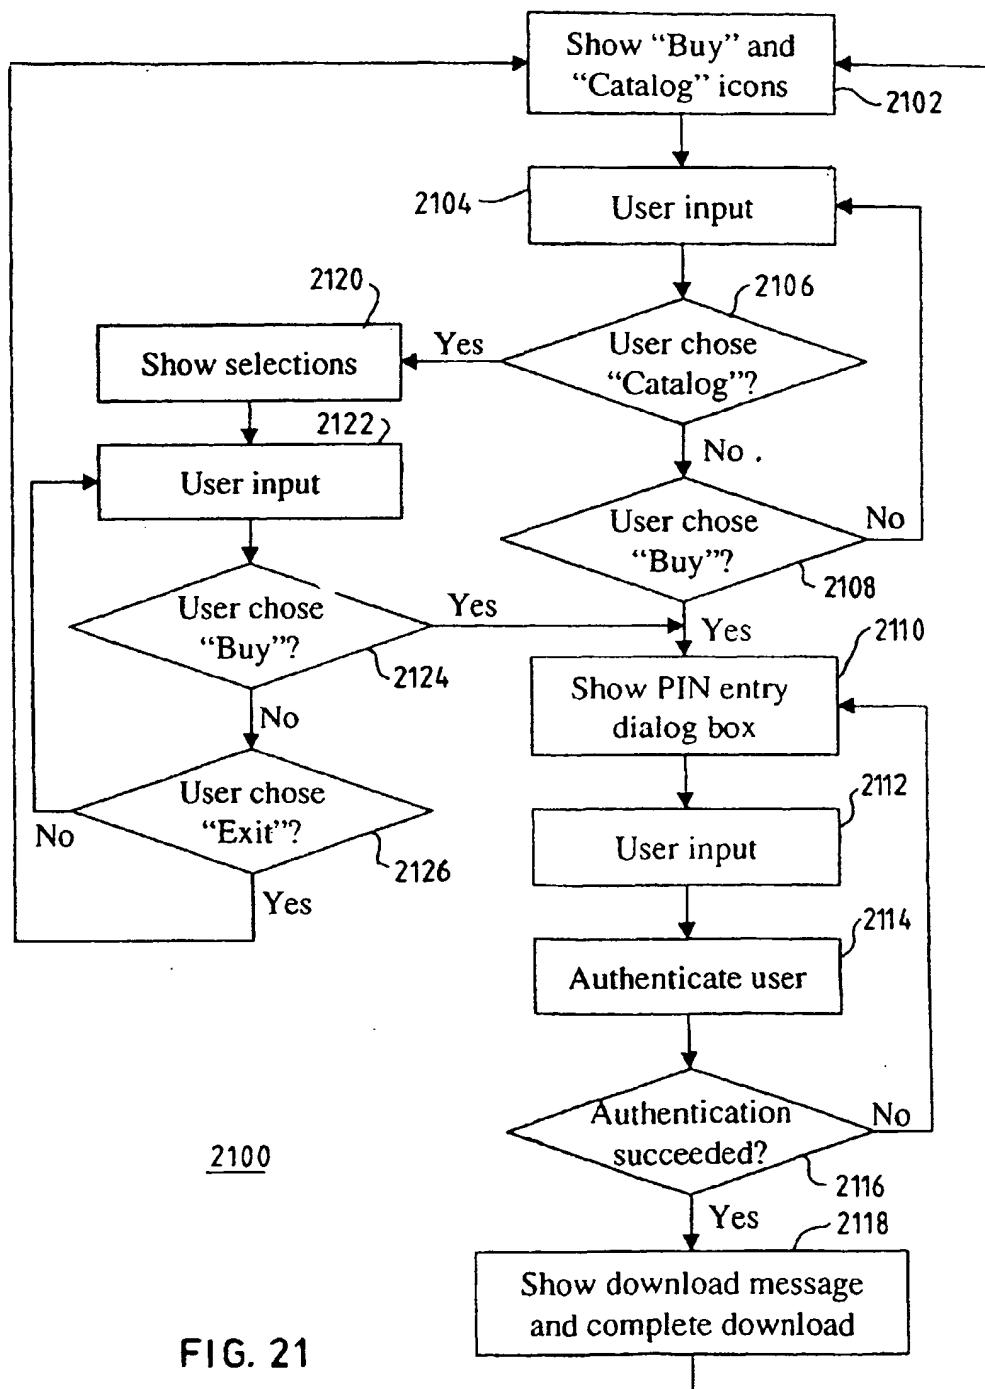 Show “Buy” and
“Catalog” icons
2102
2104
User input
2106
User chose
“Catalog”?
Yes
No .
2120
Show selections
2122
User input
User chose
“Buy”?
No
2108
Yes
User chose
“Buy”?
Yes
2124
No
2110
Show PIN entry
dialog box
User chose
“Exit”?
No
2126
Yes
2112
User input
2114
Authenticate user
Authentication
succeeded?
No
2116
Yes
2100
2118
Show download message
and complete download
FIG. 21